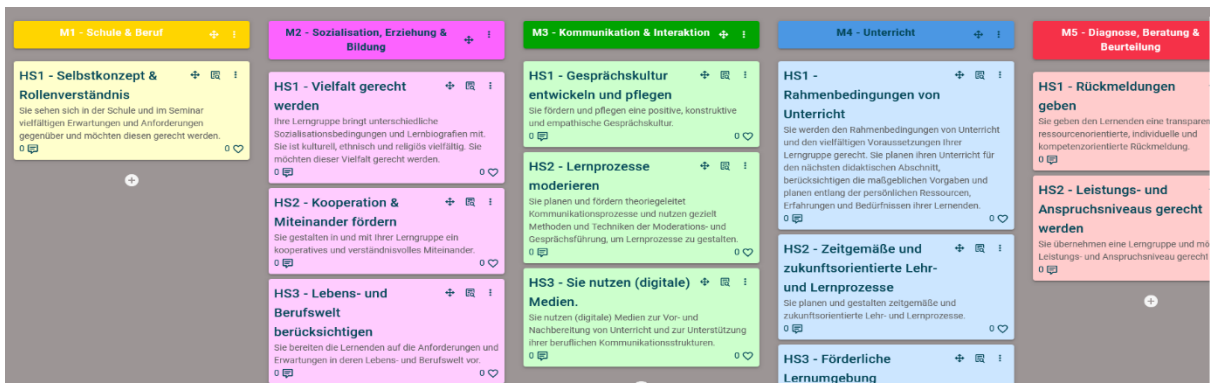 M1 - Schule & Beruf
HS1 - Selbstkonzept &
Rollenverständnis
Sie sehen sich in der Schule und im Seminar
vielfältigen Erwartungen und Anforderungen
gegenüber und möchten diesen gerecht werden.
0
0
M2 - Sozialisation, Erziehung &
Bildung
HS1 - Vielfalt gerecht
werden
Ihre Lerngruppe bringt unterschiedliche
Sozialisationsbedingungen und Lernbiografien mit.
Sie ist kulturell, ethnisch und religiös vielfältig. Sie
möchten dieser Vielfalt gerecht werden.
0
0
HS2 - Kooperation &
Miteinander fördern
Sie gestalten in und mit Ihrer Lerngruppe ein
kooperatives und verständnisvolles Miteinander.
0
0
HS3 - Lebens- und
Berufswelt
berücksichtigen
Sie bereiten die Lernenden auf die Anforderungen und
Erwartungen in deren Lebens- und Berufswelt vor.
0
0
M3 - Kommunikation & Interaktion
HS1 - Gesprächskultur
entwickeln und pflegen
Sie fördern und pflegen eine positive, konstruktive
und empathische Gesprächskultur.
0
0
HS2 - Lernprozesse
moderieren
Sie planen und fördern theoriegeleitet
Kommunikationsprozesse und nutzen gezielt
Methoden und Techniken der Moderations- und
Gesprächsführung, um Lernprozesse zu gestalten.
0
0
HS3 - Sie nutzen (digitale)
Medien.
Sie nutzen (digitale) Medien zur Vor- und
Nachbereitung von Unterricht und zur Unterstützung
ihrer beruflichen Kommunikationsstrukturen.
0
0
M4 - Unterricht
HS1 -
Rahmenbedingungen von
Unterricht
Sie werden den Rahmenbedingungen von Unterricht
und den vielfältigen Voraussetzungen Ihrer
Lerngruppe gerecht. Sie planen ihren Unterricht für
den nächsten didaktischen Abschnitt,
berücksichtigen die maßgeblichen Vorgaben und
planen entlang der persönlichen Ressourcen,
Erfahrungen und Bedürfnissen ihrer Lernenden.
0
0
HS2 - Zeitgemäße und
zukunftsorientierte Lehr-
und Lernprozesse
Sie planen und gestalten zeitgemäße und
zukunftsorientierte Lehr- und Lernprozesse.
0
0
HS3 - Förderliche
Lernumgebung
M5 - Diagnose, Beratung &
Beurteilung
HS1 - Rückmeldungen
geben
Sie geben den Lernenden eine
ressourcenorientierte, individuelle und
kompetenzorientierte Rückmeldung.
0
HS2 - Leistungs- und
Anspruchsniveaus gerecht
werden
Sie übernehmen eine Lerngruppe und
Leistungs- und Anspruchsniveau gerecht
0